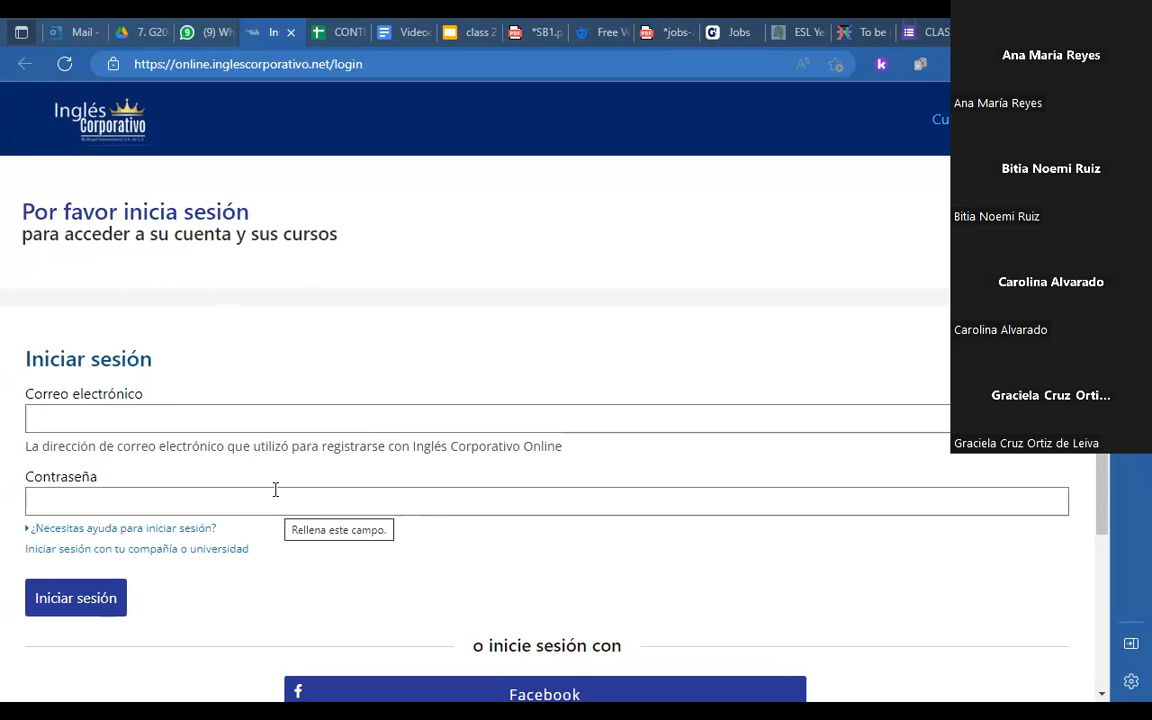 Mail -
7. G20
(9) Wh
In
CONT
Videoc
class 2
*SB1.p
Free V
*jobs-
Jobs
ESL Ye
To be
CLAS
https://online.inglescorporativo.net/login
Inglés
Corporativo
Cu
Por favor inicia sesión
para acceder a su cuenta y sus cursos
Iniciar sesión
Correo electrónico
La dirección de correo electrónico que utilizó para registrarse con Inglés Corporativo Online
Contraseña
¿Necesitas ayuda para iniciar sesión?
Rellena este campo.
Iniciar sesión con tu compañía o universidad
Iniciar sesión
o inicie sesión con
Facebook
Ana María Reyes
Ana María Reyes
Bitia Noemi Ruiz
Bitia Noemi Ruiz
Carolina Alvarado
Carolina Alvarado
Graciela Cruz Orti...
Graciela Cruz Ortiz de Leiva